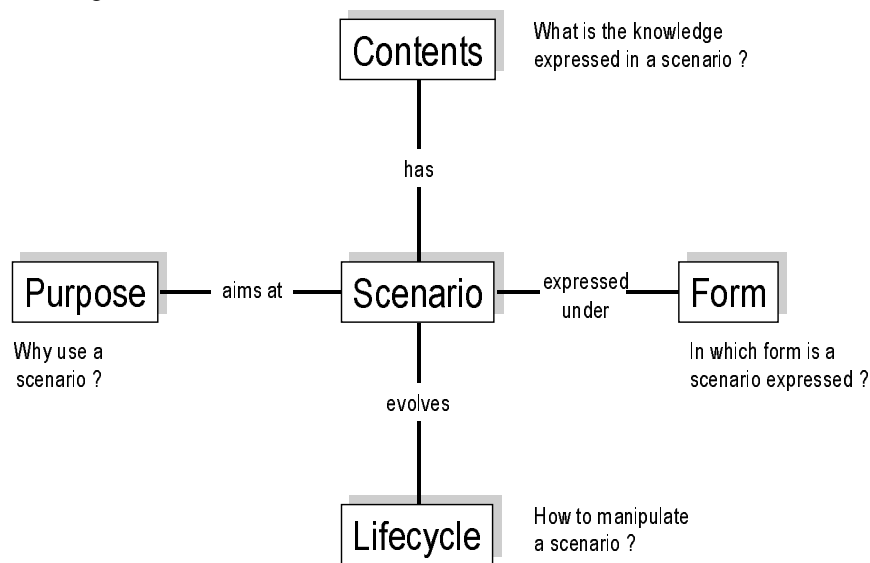 Contents
What is the knowledge
expressed in a scenario ?
has
Purpose
aims at
Scenario
expressed
under
Form
Why use a
scenario ?
In which form is a
scenario expressed ?
evolves
Lifecycle
How to manipulate
a scenario ?